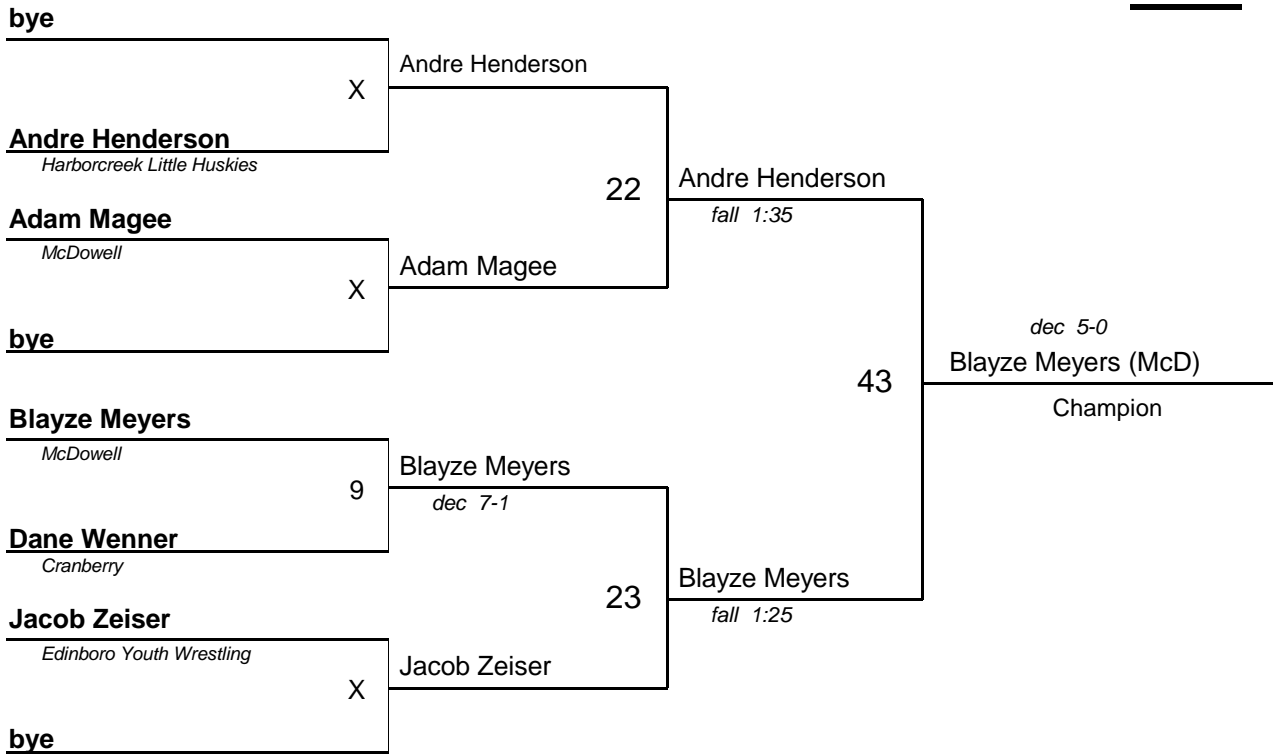 bye
X
Andre Henderson
Andre Henderson
Harborcreek Little Huskies
22
Andre Henderson
fall 1:35
Adam Magee
McDowell
X
Adam Magee
bye
43
dec 5-0
Blayze Meyers (McD)
Champion
Blayze Meyers
McDowell
9
Blayze Meyers
dec 7-1
Dane Wenner
Cranberry
23
Blayze Meyers
fall 1:25
Jacob Zeiser
Edinboro Youth Wrestling
X
Jacob Zeiser
bye